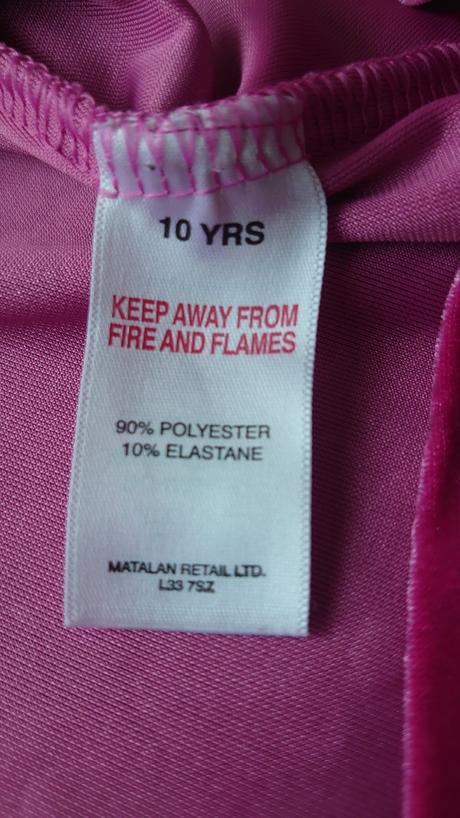 10 YRS
KEEP AWAY FROM
FIRE AND FLAMES
90% POLYESTER
10% ELASTANE
MATALAN RETAIL LTD.
L33 7SZ